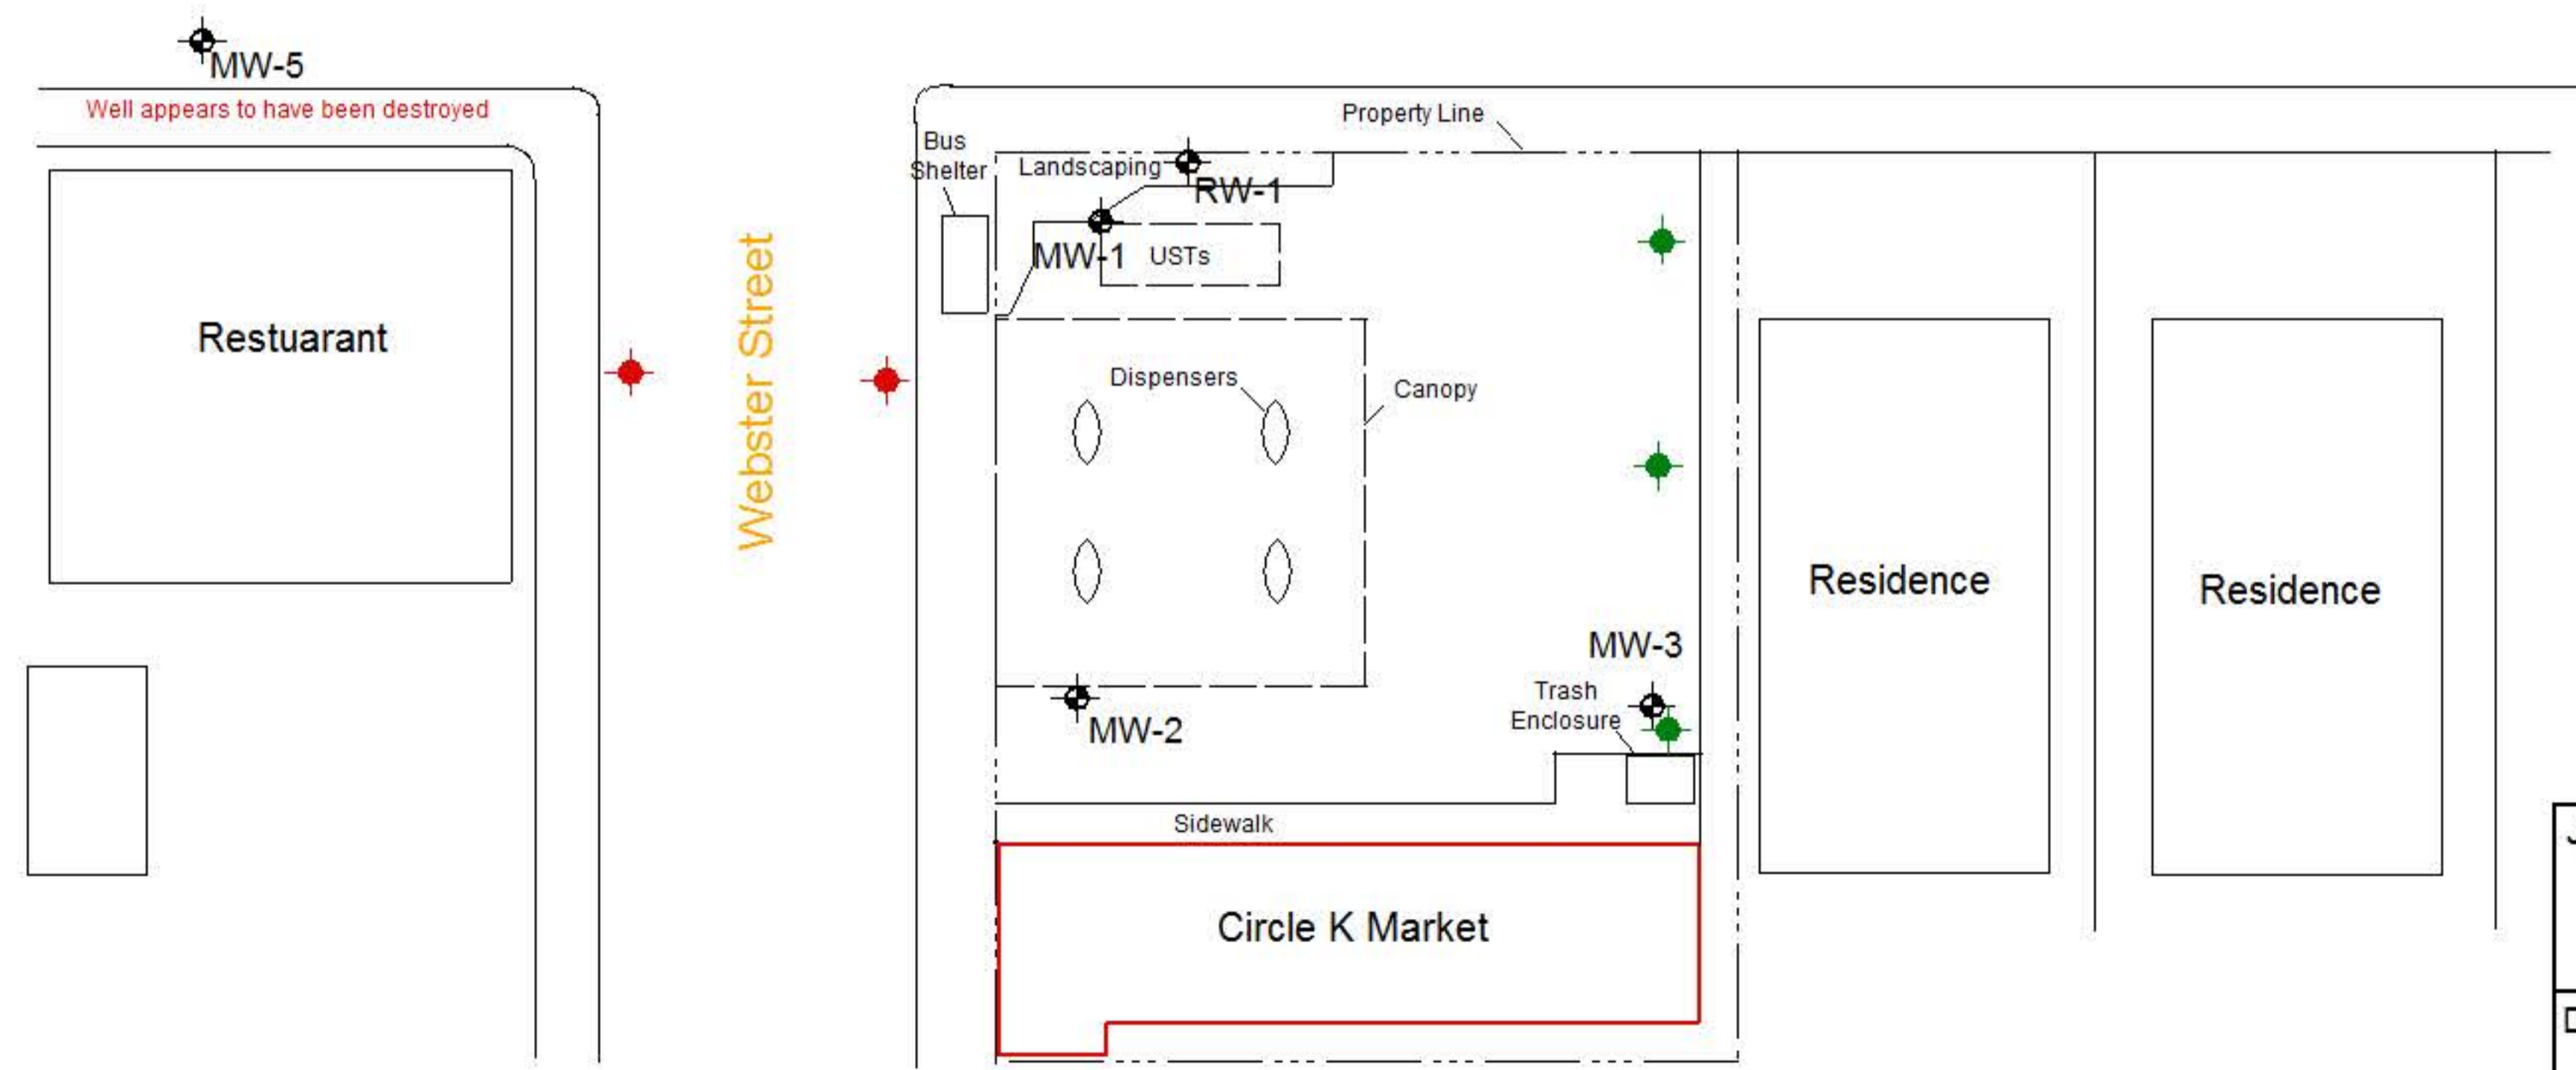 MW-5
Well appears to have been destroyed
Property Line
Bus
Shelter
Landscaping
RW-1
MW-1
USTs
Restuarant
Webster Street
Dispensers
Canopy
Residence
Residence
MW-3
Trash
Enclosure
MW-2
Sidewalk
Circle K Market